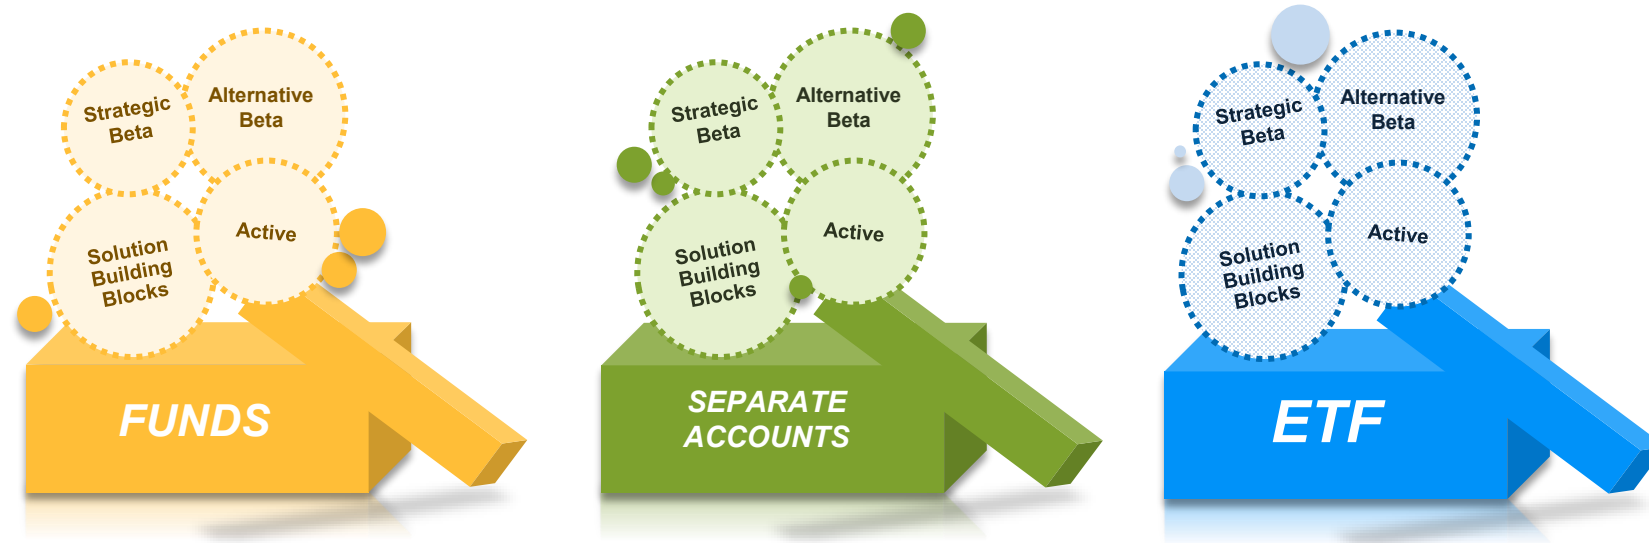 Strategic
Beta
Alternative
Beta
Solution
Building
Blocks
Active
FUNDS
Strategic
Beta
Alternative
Beta
Solution
Building
Blocks
Active
SEPARATE
ACCOUNTS
Strategic
Beta
Alternative
Beta
Solution
Building
Blocks
Active
ETF